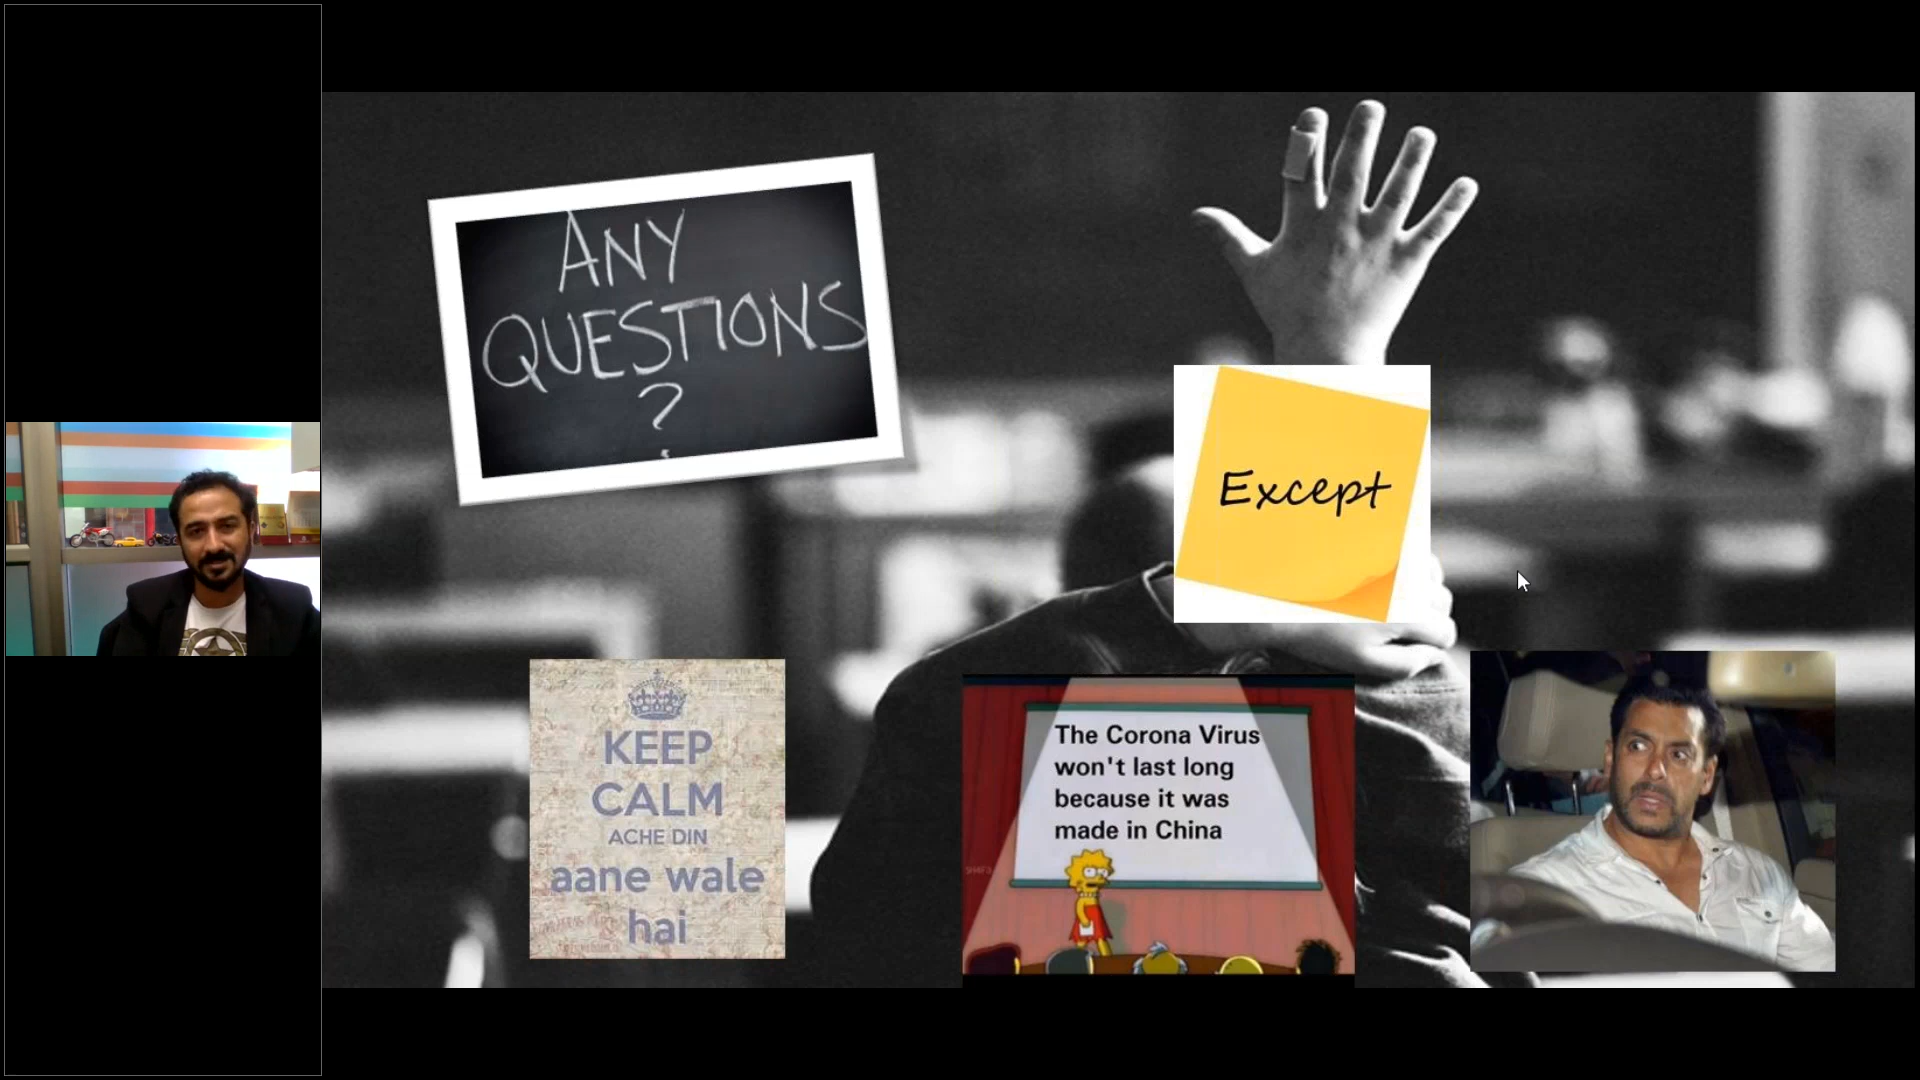 ANY
QUESTIONS
?
Except
KEEP
CALM
ACHE DIN
aane wale
hai
The Corona Virus
won't last long
because it was
made in China